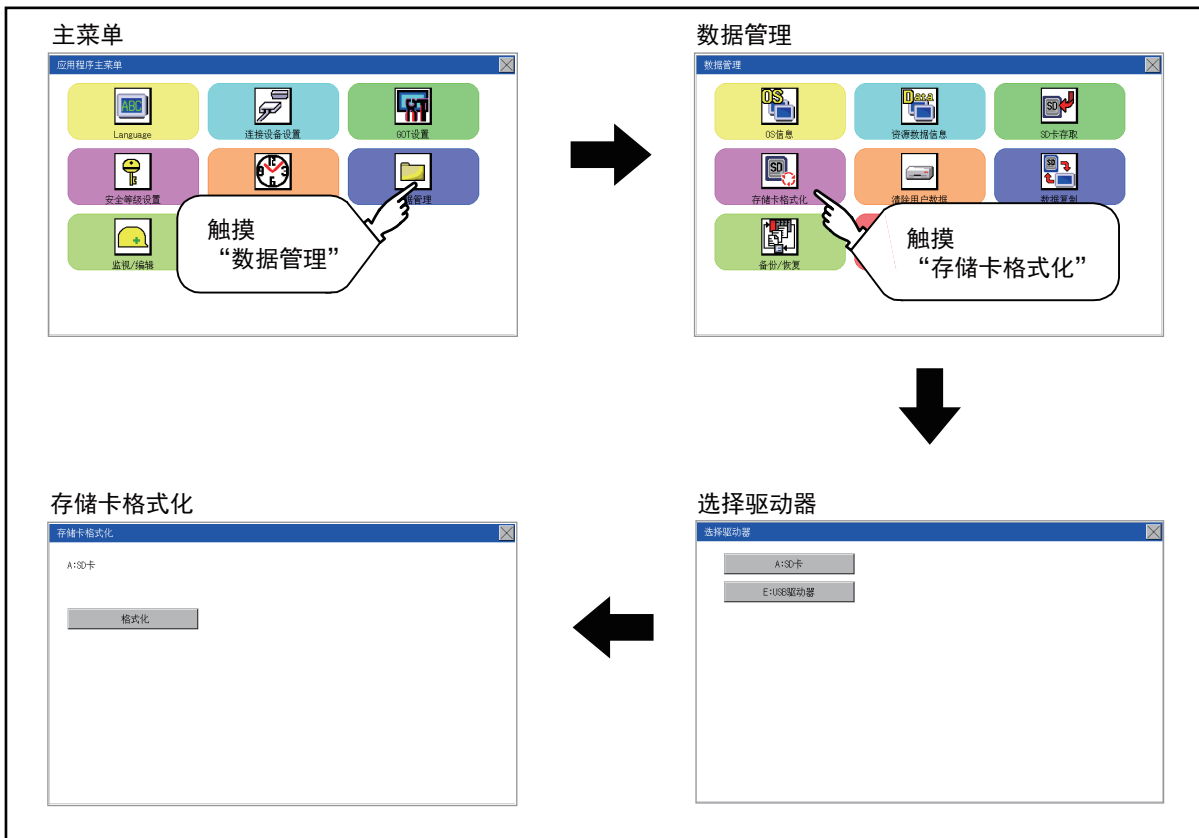 主菜单
应用程序主菜单
ABC
Language
连接设备设置
GOT设置
安全等级设置
监视/编辑
触摸
“数据管理”
数据管理
数据管理
OS
OS信息
Data
资源数据信息
SD
SD卡存取
SD
存储卡格式化
清除用户数据
SD
数据复制
备份/恢复
触摸
“存储卡格式化”
存储卡格式化
存储卡格式化
A:SD卡
格式化
选择驱动器
选择驱动器
A:SD卡
E:USB驱动器